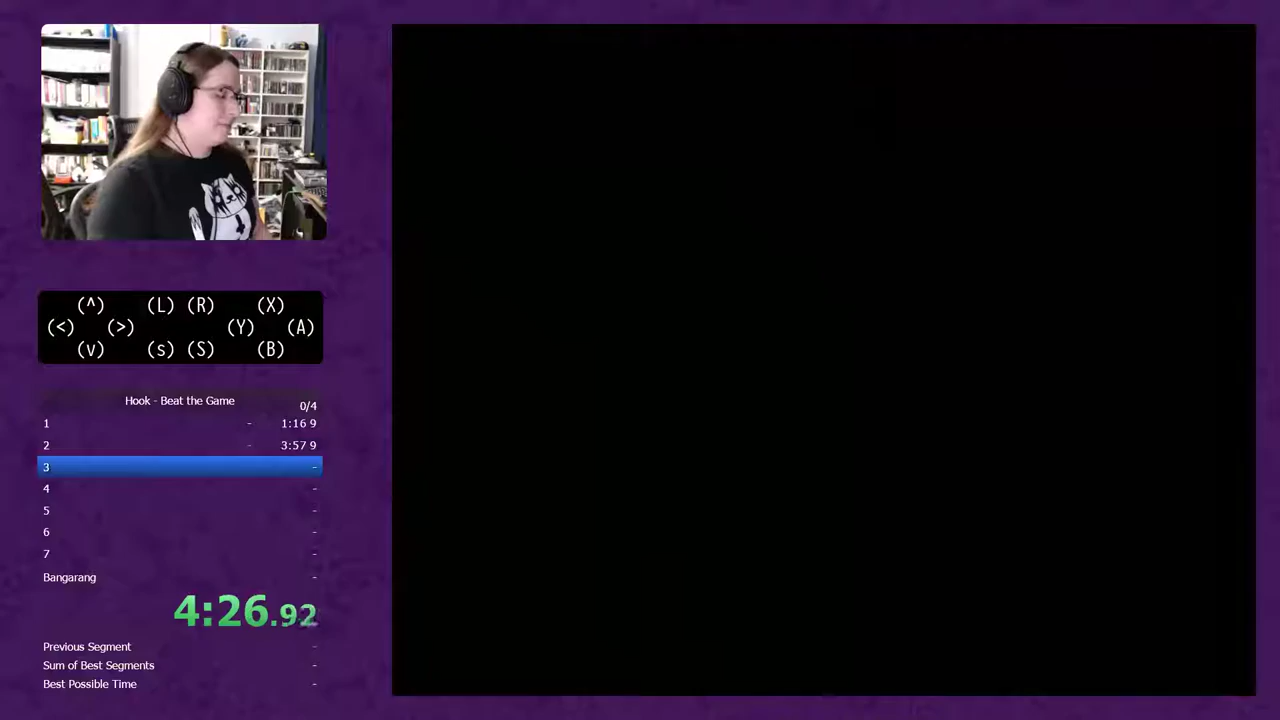 (^) (L) (R) (X)
(<) (>) (Y) (A)
(v) (s) (S) (B)
Hook - Beat the Game 0/4
1 - 1:16 9
2 - 3:57 9
3 -
4 -
5 -
6 -
7 -
Bangarang -
4:26.92
Previous Segment -
Sum of Best Segments -
Best Possible Time -